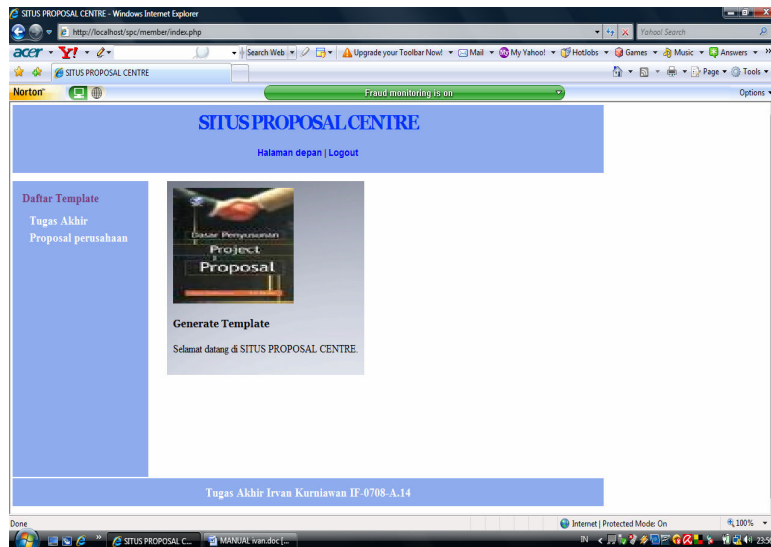 SITUS PROPOSAL CENTRE - Windows Internet Explorer
http://localhost/spc/member/index.php
Yahoo! Search
acer Y! Search Web Upgrade your Toolbar Now! Mail My Yahoo! HotJobs Games Music Answers »
SITUS PROPOSAL CENTRE
Page Tools
Norton Fraud monitoring is on Options
SITUS PROPOSAL CENTRE
Halaman depan | Logout
Daftar Template
Tugas Akhir
Proposal perusahaan
Dasar Penyusunan
Project
Proposal
Generate Template
Selamat datang di SITUS PROPOSAL CENTRE.
Tugas Akhir Irvan Kurniawan IF-0708-A.14
Done
Internet | Protected Mode: On
100%
SITUS PROPOSAL C...
MANUAL ivan.doc [...
IN
23:56